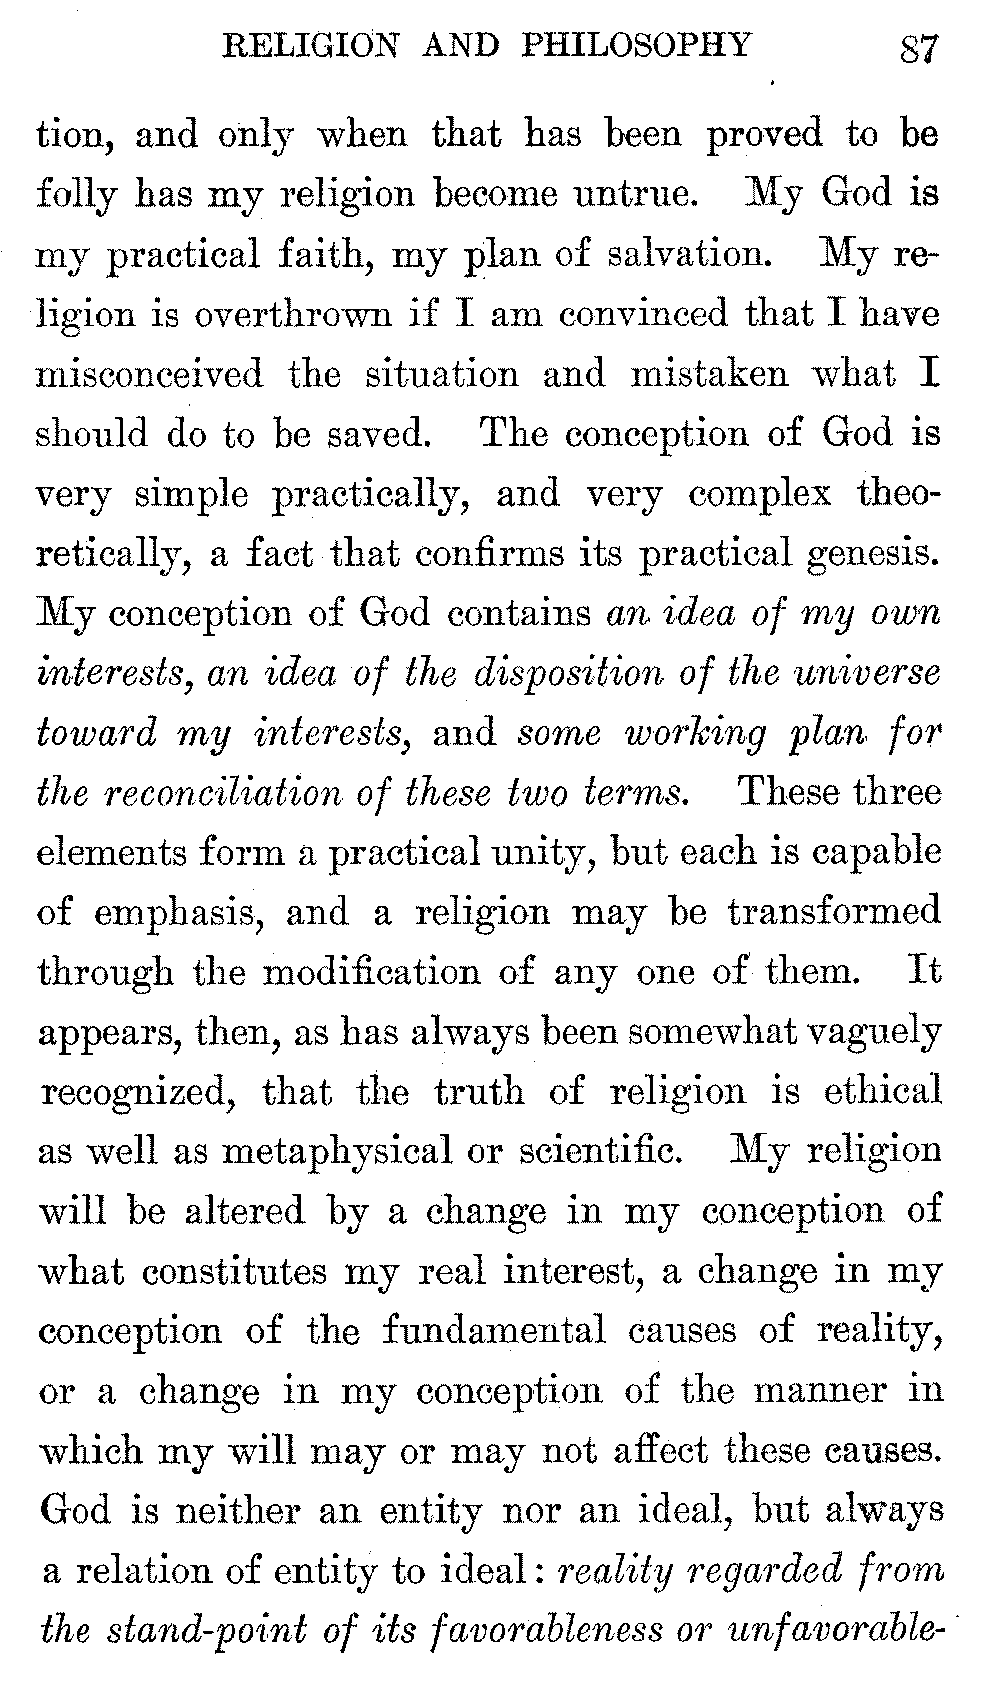 RELIGION AND PHILOSOPHY 87
tion, and only when that has been proved to be
folly has my religion become untrue. My God is
my practical faith, my plan of salvation. My re-
ligion is overthrown if I am convinced that I have
misconceived the situation and mistaken what I
should do to be saved. The conception of God is
very simple practically, and very complex theo-
retically, a fact that confirms its practical genesis.
My conception of God contains an idea of my own
interests, an idea of the disposition of the universe
toward my interests, and some working plan for
the reconciliation of these two terms. These three
elements form a practical unity, but each is capable
of emphasis, and a religion may be transformed
through the modification of any one of them. It
appears, then, as has always been somewhat vaguely
recognized, that the truth of religion is ethical
as well as metaphysical or scientific. My religion
will be altered by a change in my conception of
what constitutes my real interest, a change in my
conception of the fundamental causes of reality,
or a change in my conception of the manner in
which my will may or may not affect these causes.
God is neither an entity nor an ideal, but always
a relation of entity to ideal: reality regarded from
the stand-point of its favorableness or unfavorable-